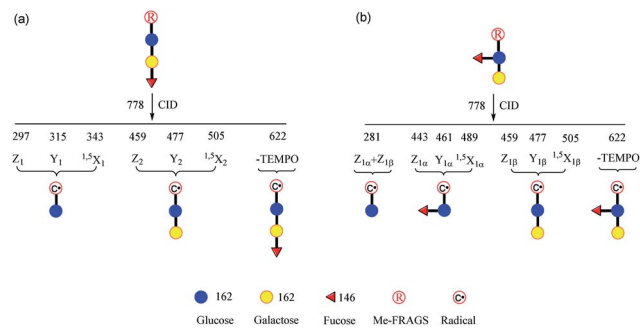 (a)
(b)
R
R
778 CID
778 CID
297 315 343 459 477 505 622
Z1 Y1 1,5X1 Z2 Y2 1,5X2 -TEMPO
C• C• C•
281 443 461 489 459 477 505 622
Z1α+Z1β Z1α Y1α 1,5X1α Z1β Y1β 1,5X1β -TEMPO
C• C• C• C•
162 162 146 R C•
Glucose Galactose Fucose Me-FRAGS Radical